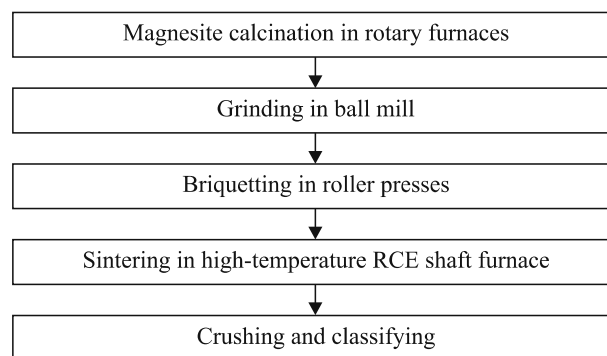 Magnesite calcination in rotary furnaces
Grinding in ball mill
Briquetting in roller presses
Sintering in high-temperature RCE shaft furnace
Crushing and classifying